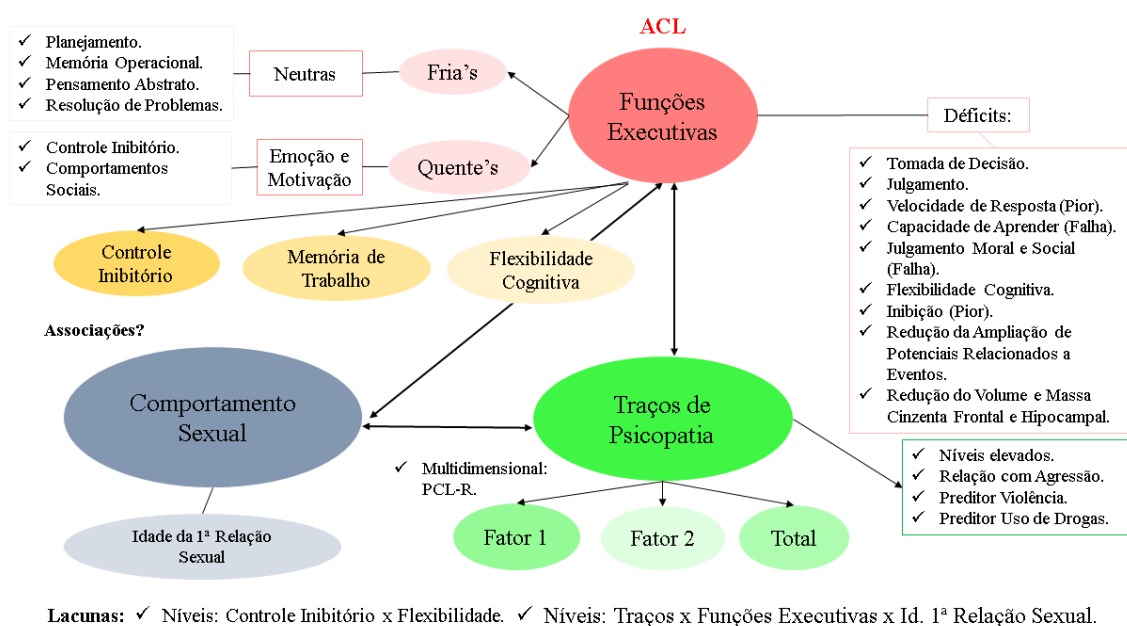 ACL
✓ Planejamento.
✓ Memória Operacional.
✓ Pensamento Abstrato.
✓ Resolução de Problemas.
Neutras
Fria’s
Funções
Executivas
Déficits:
✓ Controle Inibitório.
✓ Comportamentos
Sociais.
Emoção e
Motivação
Quente’s
✓ Tomada de Decisão.
✓ Julgamento.
✓ Velocidade de Resposta (Pior).
✓ Capacidade de Aprender (Falha).
✓ Julgamento Moral e Social
(Falha).
✓ Flexibilidade Cognitiva.
✓ Inibição (Pior).
✓ Redução da Ampliação de
Potenciais Relacionados a
Eventos.
✓ Redução do Volume e Massa
Cinzenta Frontal e Hipocampal.
Controle
Inibitório
Memória de
Trabalho
Flexibilidade
Cognitiva
Associações?
Comportamento
Sexual
Traços de
Psicopatia
✓ Multidimensional:
PCL-R.
✓ Níveis elevados.
✓ Relação com Agressão.
✓ Preditor Violência.
✓ Preditor Uso de Drogas.
Idade da 1ª Relação
Sexual
Fator 1
Fator 2
Total
Lacunas: ✓ Níveis: Controle Inibitório x Flexibilidade. ✓ Níveis: Traços x Funções Executivas x Id. 1ª Relação Sexual.